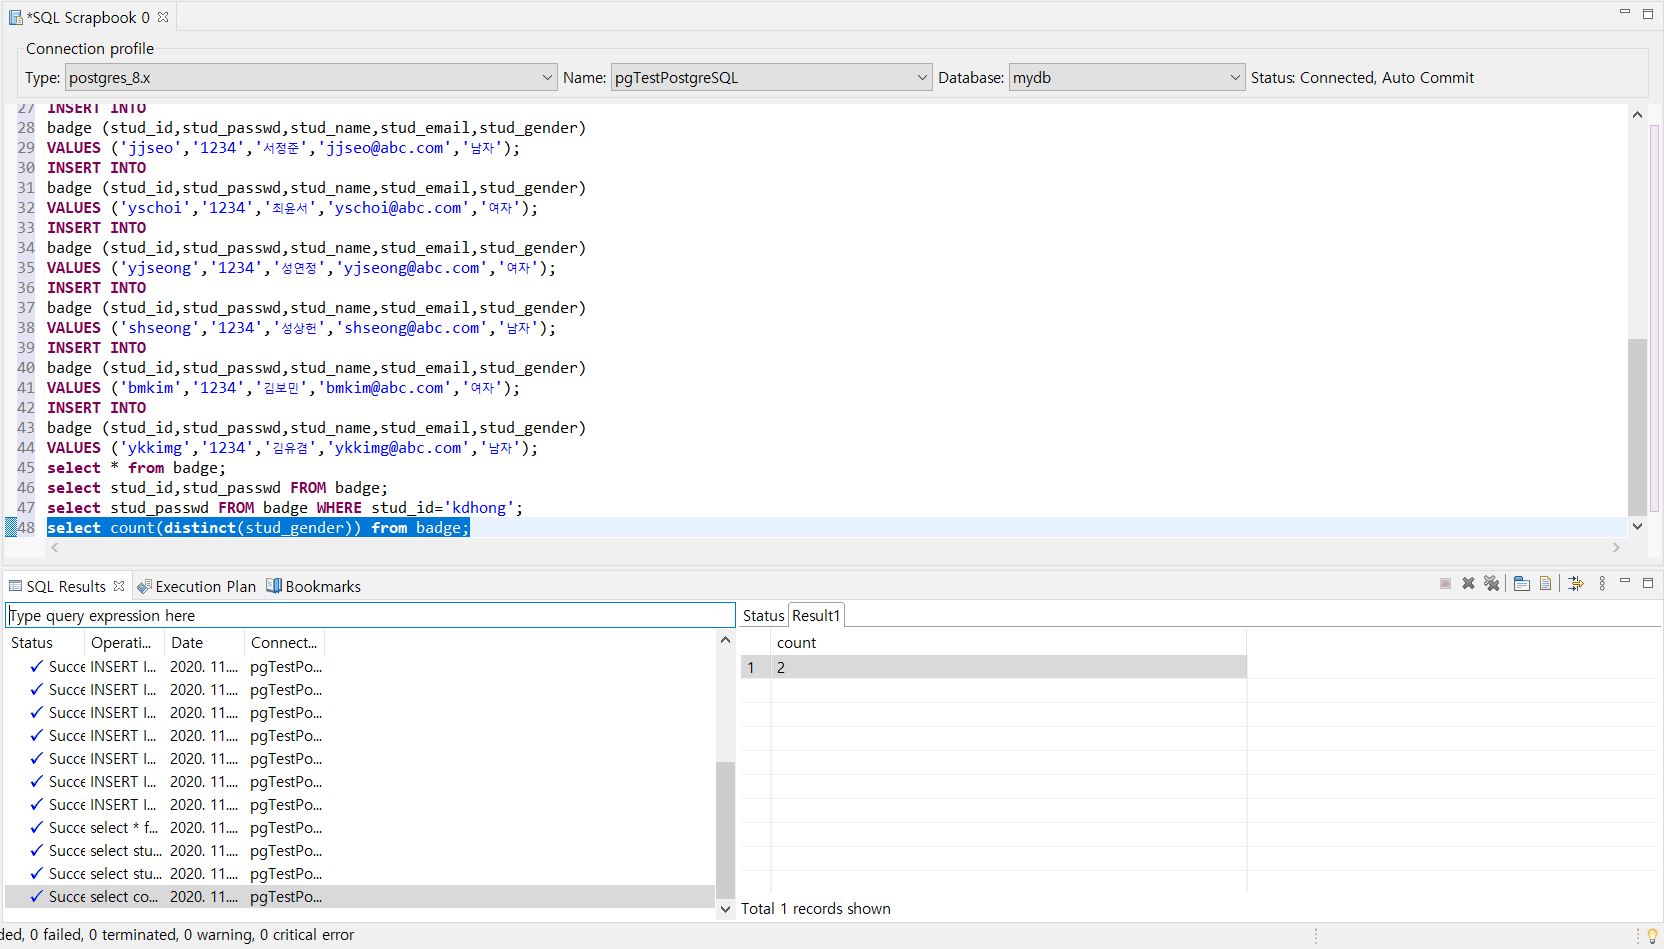 *SQL Scrapbook 0
Connection profile
Type: postgres_8.x Name: pgTestPostgreSQL Database: mydb Status: Connected, Auto Commit
27 INSERT INTO
28 badge (stud_id,stud_passwd,stud_name,stud_email,stud_gender)
29 VALUES ('jjseo','1234','서정준','jjseo@abc.com','남자');
30 INSERT INTO
31 badge (stud_id,stud_passwd,stud_name,stud_email,stud_gender)
32 VALUES ('yschoi','1234','최윤서','yschoi@abc.com','여자');
33 INSERT INTO
34 badge (stud_id,stud_passwd,stud_name,stud_email,stud_gender)
35 VALUES ('yjseong','1234','성연정','yjseong@abc.com','여자');
36 INSERT INTO
37 badge (stud_id,stud_passwd,stud_name,stud_email,stud_gender)
38 VALUES ('shseong','1234','성상헌','shseong@abc.com','남자');
39 INSERT INTO
40 badge (stud_id,stud_passwd,stud_name,stud_email,stud_gender)
41 VALUES ('bmkim','1234','김보민','bmkim@abc.com','여자');
42 INSERT INTO
43 badge (stud_id,stud_passwd,stud_name,stud_email,stud_gender)
44 VALUES ('ykkimg','1234','김유겸','ykkimg@abc.com','남자');
45 select * from badge;
46 select stud_id,stud_passwd FROM badge;
47 select stud_passwd FROM badge WHERE stud_id='kdhong';
48 select count(distinct(stud_gender)) from badge;
SQL Results Execution Plan Bookmarks
Type query expression here
Status Operati... Date Connect...
Succe INSERT I... 2020. 11.... pgTestPo...
Succe INSERT I... 2020. 11.... pgTestPo...
Succe INSERT I... 2020. 11.... pgTestPo...
Succe INSERT I... 2020. 11.... pgTestPo...
Succe INSERT I... 2020. 11.... pgTestPo...
Succe INSERT I... 2020. 11.... pgTestPo...
Succe INSERT I... 2020. 11.... pgTestPo...
Succe select * f... 2020. 11.... pgTestPo...
Succe select stu... 2020. 11.... pgTestPo...
Succe select stu... 2020. 11.... pgTestPo...
Succe select co... 2020. 11.... pgTestPo...
Status Result1
count
1 2
Total 1 records shown
ded, 0 failed, 0 terminated, 0 warning, 0 critical error